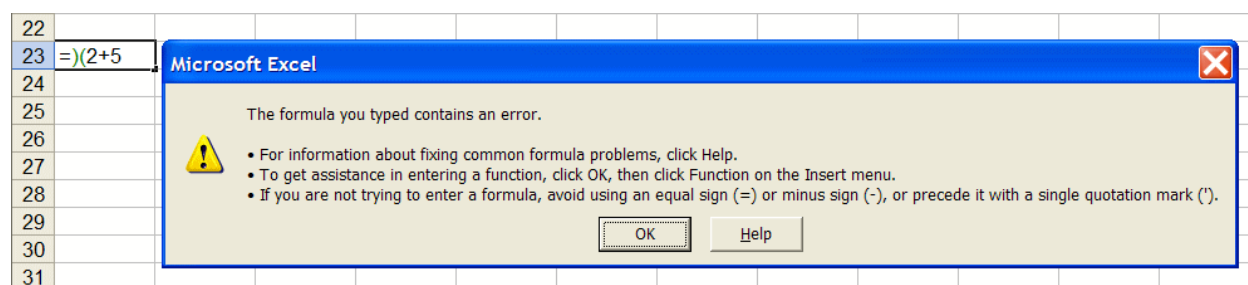 22
23 =)(2+5
Microsoft Excel
24
25 The formula you typed contains an error.
26 • For information about fixing common formula problems, click Help.
27 • To get assistance in entering a function, click OK, then click Function on the Insert menu.
28 • If you are not trying to enter a formula, avoid using an equal sign (=) or minus sign (-), or precede it with a single quotation mark (').
29 OK Help
30
31